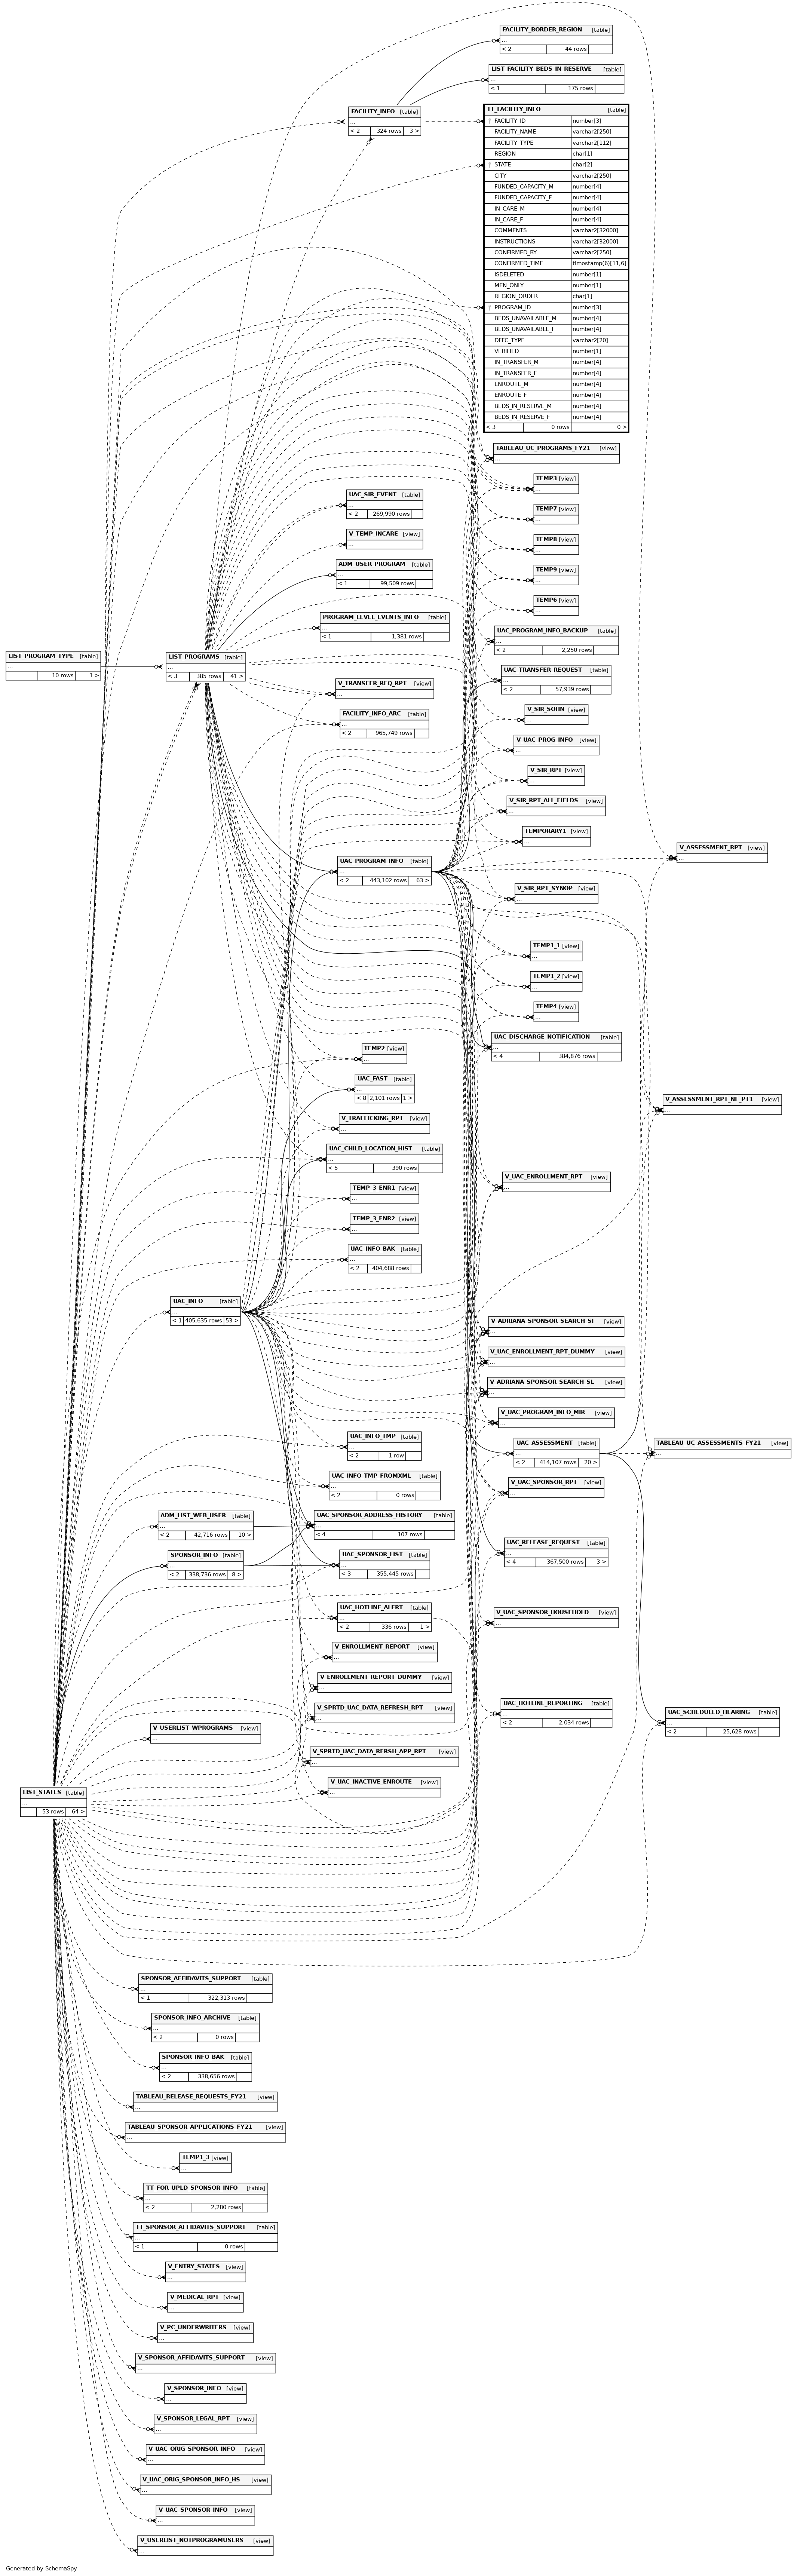 FACILITY_BORDER_REGION [table]
...
< 2 44 rows
LIST_FACILITY_BEDS_IN_RESERVE [table]
...
< 1 175 rows
FACILITY_INFO [table]
...
< 2 324 rows 3 >
TT_FACILITY_INFO [table]
FACILITY_ID number[3]
FACILITY_NAME varchar2[250]
FACILITY_TYPE varchar2[112]
REGION char[1]
STATE char[2]
CITY varchar2[250]
FUNDED_CAPACITY_M number[4]
FUNDED_CAPACITY_F number[4]
IN_CARE_M number[4]
IN_CARE_F number[4]
COMMENTS varchar2[32000]
INSTRUCTIONS varchar2[32000]
CONFIRMED_BY varchar2[250]
CONFIRMED_TIME timestamp(6)[11,6]
ISDELETED number[1]
MEN_ONLY number[1]
REGION_ORDER char[1]
PROGRAM_ID number[3]
BEDS_UNAVAILABLE_M number[4]
BEDS_UNAVAILABLE_F number[4]
DFFC_TYPE varchar2[20]
VERIFIED number[1]
IN_TRANSFER_M number[4]
IN_TRANSFER_F number[4]
ENROUTE_M number[4]
ENROUTE_F number[4]
BEDS_IN_RESERVE_M number[4]
BEDS_IN_RESERVE_F number[4]
< 3 0 rows 0 >
TABLEAU_UC_PROGRAMS_FY21 [view]
...
TEMP3 [view]
...
UAC_SIR_EVENT [table]
...
< 2 269,990 rows
TEMP7 [view]
...
V_TEMP_INCARE [view]
...
TEMP8 [view]
...
ADM_USER_PROGRAM [table]
...
< 1 99,509 rows
TEMP9 [view]
...
TEMP6 [view]
...
PROGRAM_LEVEL_EVENTS_INFO [table]
...
< 1 1,381 rows
UAC_PROGRAM_INFO_BACKUP [table]
...
< 2 2,250 rows
LIST_PROGRAM_TYPE [table]
...
10 rows 1 >
LIST_PROGRAMS [table]
...
< 3 385 rows 41 >
UAC_TRANSFER_REQUEST [table]
...
< 2 57,939 rows
V_TRANSFER_REQ_RPT [view]
...
V_SIR_SOHN [view]
...
FACILITY_INFO_ARC [table]
...
< 2 965,749 rows
V_UAC_PROG_INFO [view]
...
V_SIR_RPT [view]
...
V_SIR_RPT_ALL_FIELDS [view]
...
TEMPORARY1 [view]
...
V_ASSESSMENT_RPT [view]
...
UAC_PROGRAM_INFO [table]
...
< 2 443,102 rows 63 >
V_SIR_RPT_SYNOP [view]
...
TEMP1_1 [view]
...
TEMP1_2 [view]
...
TEMP4 [view]
...
UAC_DISCHARGE_NOTIFICATION [table]
...
< 4 384,876 rows
TEMP2 [view]
...
UAC_FAST [table]
...
< 8 2,101 rows 1 >
V_ASSESSMENT_RPT_NF_PT1 [view]
...
V_TRAFFICKING_RPT [view]
...
UAC_CHILD_LOCATION_HIST [table]
...
< 5 390 rows
V_UAC_ENROLLMENT_RPT [view]
...
TEMP_3_ENR1 [view]
...
TEMP_3_ENR2 [view]
...
UAC_INFO_BAK [table]
...
< 2 404,688 rows
UAC_INFO [table]
...
< 1 405,635 rows 53 >
V_ADRIANA_SPONSOR_SEARCH_SI [view]
...
V_UAC_ENROLLMENT_RPT_DUMMY [view]
...
V_ADRIANA_SPONSOR_SEARCH_SL [view]
...
V_UAC_PROGRAM_INFO_MIR [view]
...
UAC_INFO_TMP [table]
...
< 2 1 row
UAC_ASSESSMENT [table]
...
< 2 414,107 rows 20 >
TABLEAU_UC_ASSESSMENTS_FY21 [view]
...
UAC_INFO_TMP_FROMXML [table]
...
< 2 0 rows
V_UAC_SPONSOR_RPT [view]
...
ADM_LIST_WEB_USER [table]
...
< 2 42,716 rows 10 >
UAC_SPONSOR_ADDRESS_HISTORY [table]
...
< 4 107 rows
UAC_RELEASE_REQUEST [table]
...
< 4 367,500 rows 3 >
SPONSOR_INFO [table]
...
< 2 338,736 rows 8 >
UAC_SPONSOR_LIST [table]
...
< 3 355,445 rows
UAC_HOTLINE_ALERT [table]
...
< 2 336 rows 1 >
V_UAC_SPONSOR_HOUSEHOLD [view]
...
V_ENROLLMENT_REPORT [view]
...
V_ENROLLMENT_REPORT_DUMMY [view]
...
V_SPRTD_UAC_DATA_REFRESH_RPT [view]
...
UAC_HOTLINE_REPORTING [table]
...
< 2 2,034 rows
UAC_SCHEDULED_HEARING [table]
...
< 2 25,628 rows
V_USERLIST_WPROGRAMS [view]
...
V_SPRTD_UAC_DATA_RFRSH_APP_RPT [view]
...
V_UAC_INACTIVE_ENROUTE [view]
...
LIST_STATES [table]
...
53 rows 64 >
SPONSOR_AFFIDAVITS_SUPPORT [table]
...
< 1 322,313 rows
SPONSOR_INFO_ARCHIVE [table]
...
< 2 0 rows
SPONSOR_INFO_BAK [table]
...
< 2 338,656 rows
TABLEAU_RELEASE_REQUESTS_FY21 [view]
...
TABLEAU_SPONSOR_APPLICATIONS_FY21 [view]
...
TEMP1_3 [view]
...
TT_FOR_UPLD_SPONSOR_INFO [table]
...
< 2 2,280 rows
TT_SPONSOR_AFFIDAVITS_SUPPORT [table]
...
< 1 0 rows
V_ENTRY_STATES [view]
...
V_MEDICAL_RPT [view]
...
V_PC_UNDERWRITERS [view]
...
V_SPONSOR_AFFIDAVITS_SUPPORT [view]
...
V_SPONSOR_INFO [view]
...
V_SPONSOR_LEGAL_RPT [view]
...
V_UAC_ORIG_SPONSOR_INFO [view]
...
V_UAC_ORIG_SPONSOR_INFO_HS [view]
...
V_UAC_SPONSOR_INFO [view]
...
V_USERLIST_NOTPROGRAMUSERS [view]
...
Generated by SchemaSpy